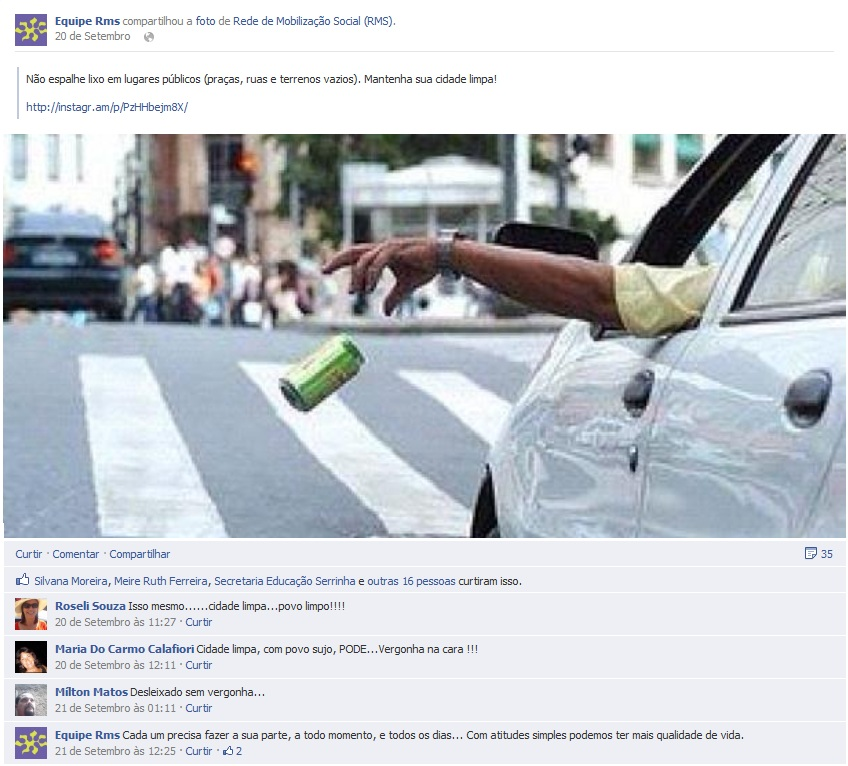 Equipe Rms compartilhou a foto de Rede de Mobilização Social (RMS).
20 de Setembro
Não espalhe lixo em lugares públicos (praças, ruas e terrenos vazios). Mantenha sua cidade limpa!
http://instagr.am/p/PzHHbejm8X/
Curtir · Comentar · Compartilhar 35
Silvana Moreira, Meire Ruth Ferreira, Secretaria Educação Serrinha e outras 16 pessoas curtiram isso.
Roseli Souza Isso mesmo......cidade limpa...povo limpo!!!!
20 de Setembro às 11:27 · Curtir
Maria Do Carmo Calafiori Cidade limpa, com povo sujo, PODE...Vergonha na cara !!!
20 de Setembro às 12:11 · Curtir
Mílton Matos Desleixado sem vergonha...
21 de Setembro às 01:11 · Curtir
Equipe Rms Cada um precisa fazer a sua parte, a todo momento, e todos os dias... Com atitudes simples podemos ter mais qualidade de vida.
21 de Setembro às 12:25 · Curtir · 2